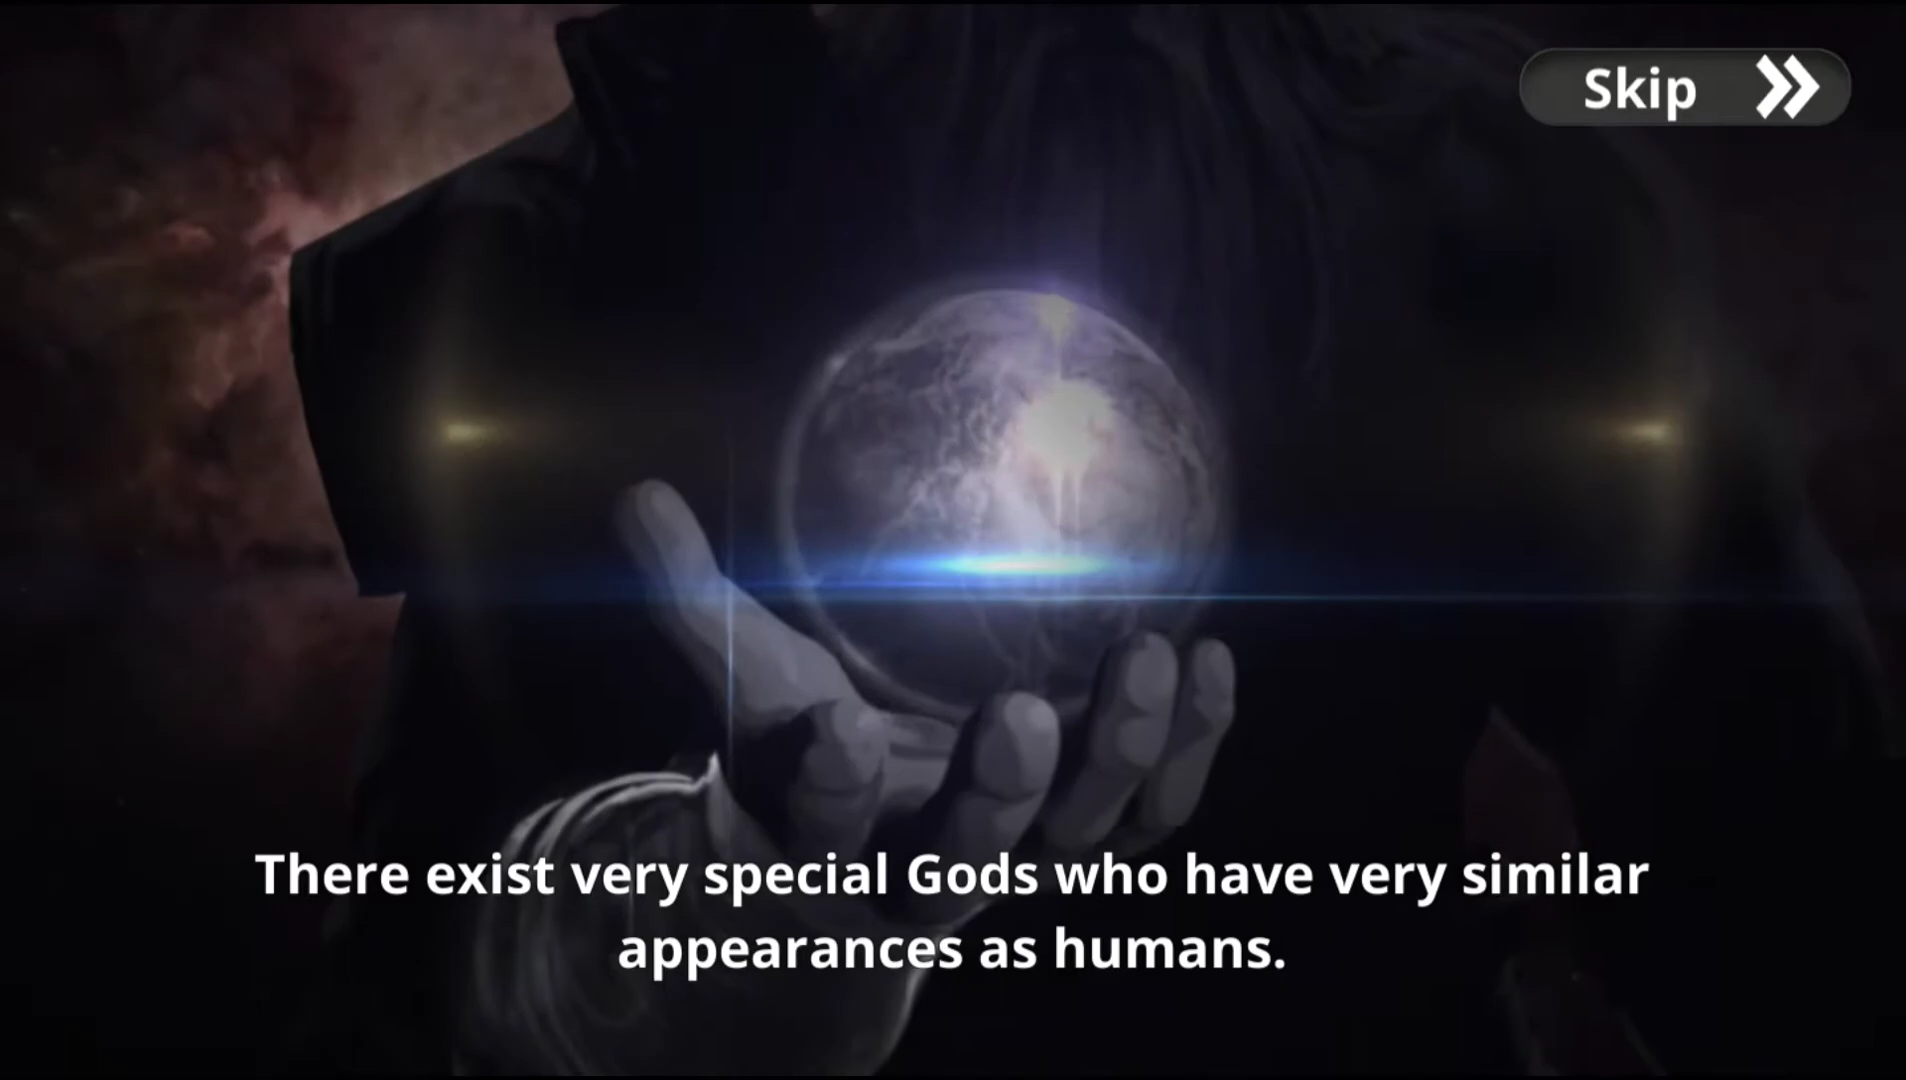 Skip
There exist very special Gods who have very similar
appearances as humans.